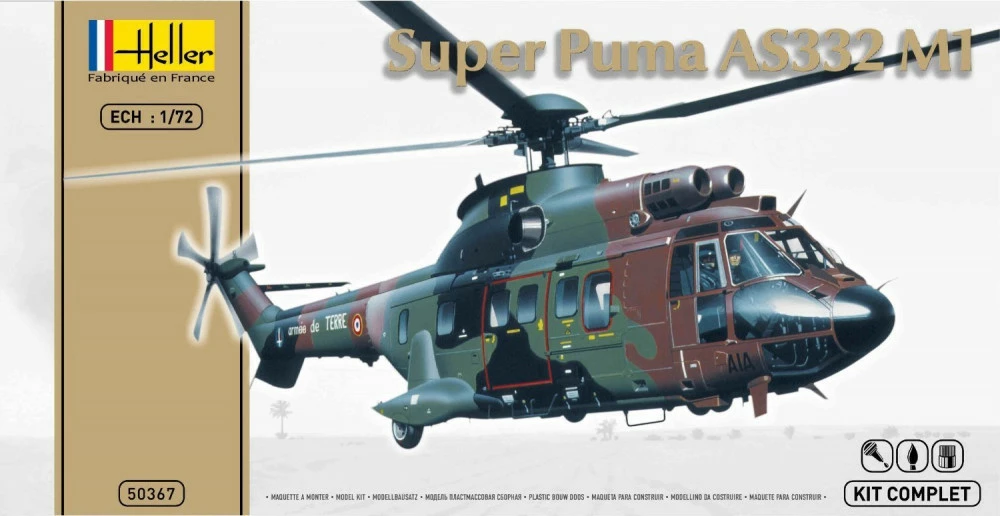 Heller
Fabriqué en France
ECH : 1/72
Super Puma AS332 M1
armée de TERRE
AIA
50367
• MAQUETTE A MONTER • MODEL KIT • MODELLBAUSATZ • МОДЕЛЬ ПЛАСТМАССОВАЯ СБОРНАЯ • PLASTIC BOUW DOOS • MAQUETA PARA CONSTRUIR • MODELLINO DA COSTRUIRE • MAQUETE PARA CONSTRUIR •
KIT COMPLET